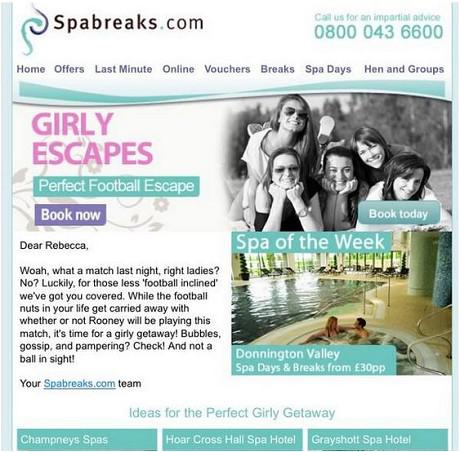 Spabreaks.com
Call us for an impartial advice
0800 043 6600
Home Offers Last Minute Online Vouchers Breaks Spa Days Hen and Groups
GIRLY
ESCAPES
Perfect Football Escape
Book now
Book today
Dear Rebecca,
Woah, what a match last night, right ladies?
No? Luckily, for those less 'football inclined'
we've got you covered. While the football
nuts in your life get carried away with
whether or not Rooney will be playing this
match, it's time for a girly getaway! Bubbles,
gossip, and pampering? Check! And not a
ball in sight!
Your Spabreaks.com team
Spa of the Week
Donnington Valley
Spa Days & Breaks from £30pp
Ideas for the Perfect Girly Getaway
Champneys Spas
Hoar Cross Hall Spa Hotel
Grayshott Spa Hotel